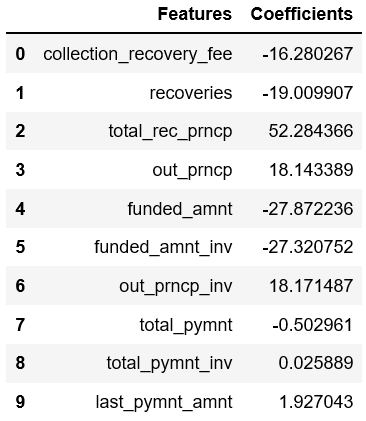 Features Coefficients
0 collection_recovery_fee -16.280267
1 recoveries -19.009907
2 total_rec_prncp 52.284366
3 out_prncp 18.143389
4 funded_amnt -27.872236
5 funded_amnt_inv -27.320752
6 out_prncp_inv 18.171487
7 total_pymnt -0.502961
8 total_pymnt_inv 0.025889
9 last_pymnt_amnt 1.927043